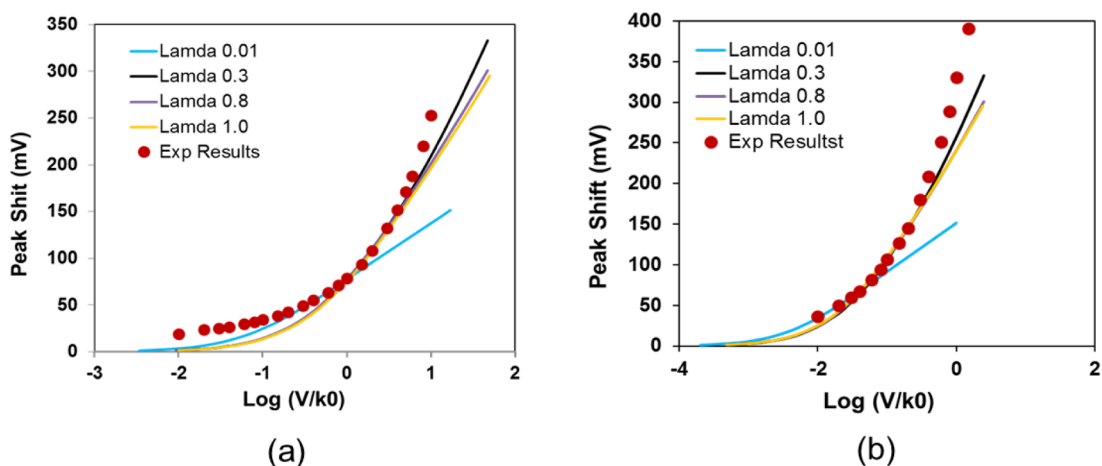 350
300
250
200
150
100
50
0
Peak Shit (mV)
Lamda 0.01
Lamda 0.3
Lamda 0.8
Lamda 1.0
Exp Results
-3 -2 -1 0 1 2
Log (V/k0)
(a)
400
350
300
250
200
150
100
50
0
Peak Shift (mV)
Lamda 0.01
Lamda 0.3
Lamda 0.8
Lamda 1.0
Exp Resultst
-4 -2 0 2
Log (V/k0)
(b)